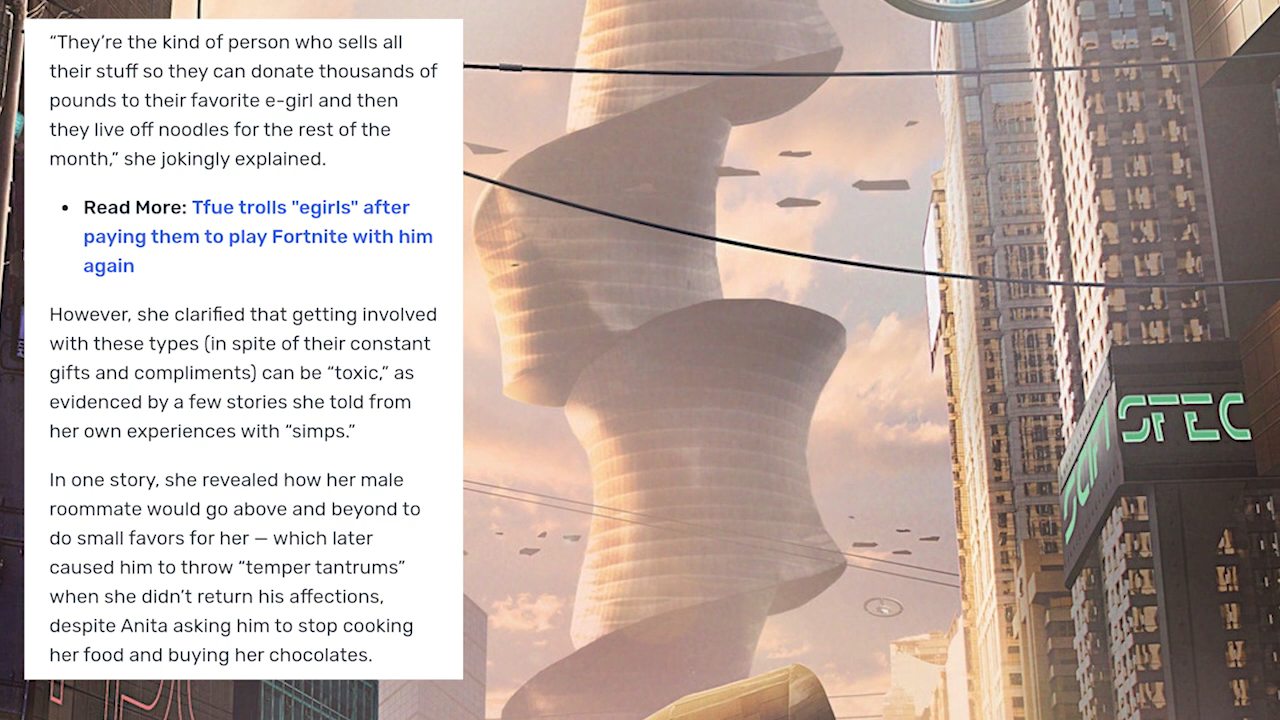 “They’re the kind of person who sells all
their stuff so they can donate thousands of
pounds to their favorite e-girl and then
they live off noodles for the rest of the
month,” she jokingly explained.
• Read More: Tfue trolls "egirls" after
paying them to play Fortnite with him
again
However, she clarified that getting involved
with these types (in spite of their constant
gifts and compliments) can be “toxic,” as
evidenced by a few stories she told from
her own experiences with “simps.”
In one story, she revealed how her male
roommate would go above and beyond to
do small favors for her — which later
caused him to throw “temper tantrums”
when she didn’t return his affections,
despite Anita asking him to stop cooking
her food and buying her chocolates.